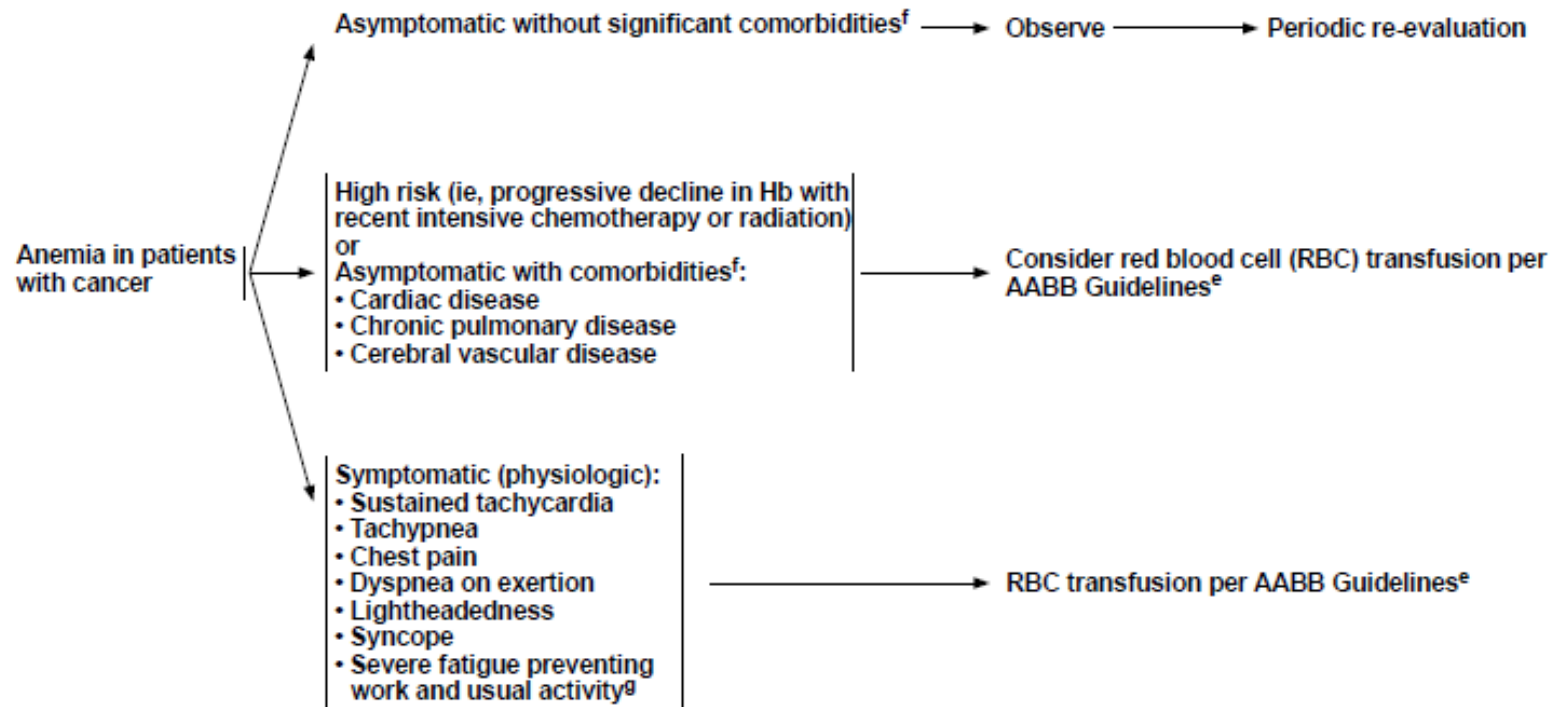 Asymptomatic without significant comorbiditiesf
Observe
Periodic re-evaluation
Anemia in patients
with cancer
High risk (ie, progressive decline in Hb with
recent intensive chemotherapy or radiation)
or
Asymptomatic with comorbiditiesf:
• Cardiac disease
• Chronic pulmonary disease
• Cerebral vascular disease
Consider red blood cell (RBC) transfusion per
AABB Guidelinese
Symptomatic (physiologic):
• Sustained tachycardia
• Tachypnea
• Chest pain
• Dyspnea on exertion
• Lightheadedness
• Syncope
• Severe fatigue preventing
work and usual activityg
RBC transfusion per AABB Guidelinese